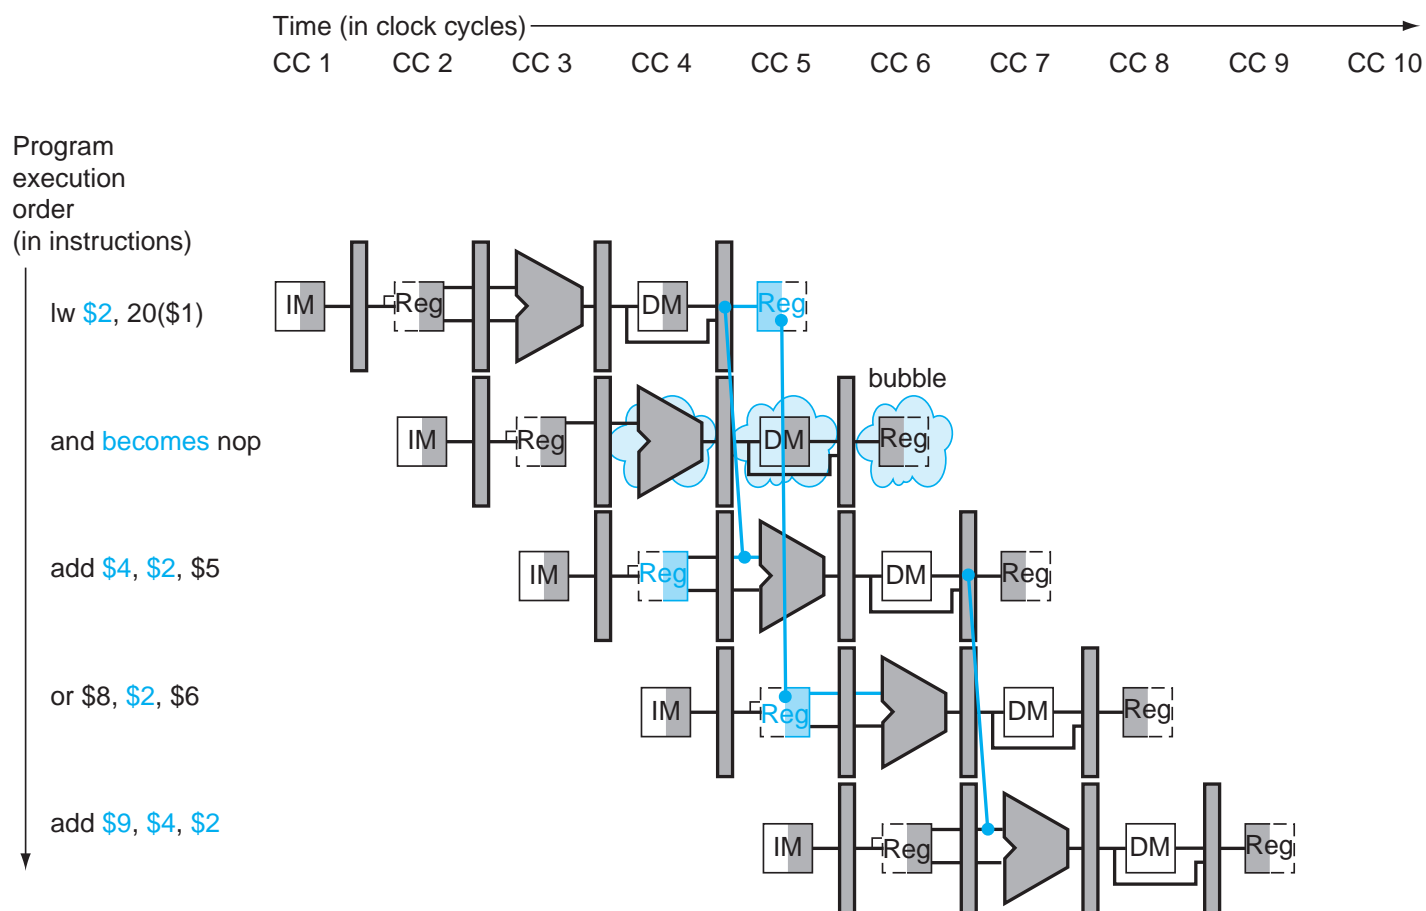 Time (in clock cycles)
CC 1 CC 2 CC 3 CC 4 CC 5 CC 6 CC 7 CC 8 CC 9 CC 10
Program
execution
order
(in instructions)
lw $2, 20($1)
IM Reg DM Reg
bubble
and becomes nop
IM Reg DM Reg
add $4, $2, $5
IM Reg DM Reg
or $8, $2, $6
IM Reg DM Reg
add $9, $4, $2
IM Reg DM Reg